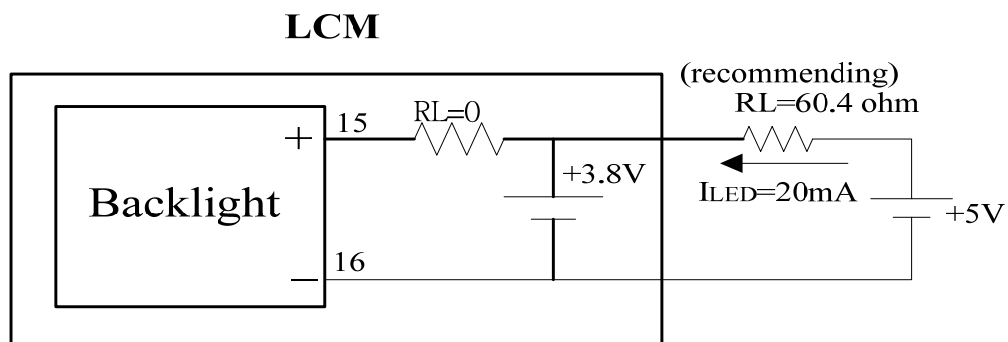 LCM
(recommending)
RL=60.4 ohm
RL=0
15
+
+3.8V
ILED=20mA
Backlight
+5V
16
−